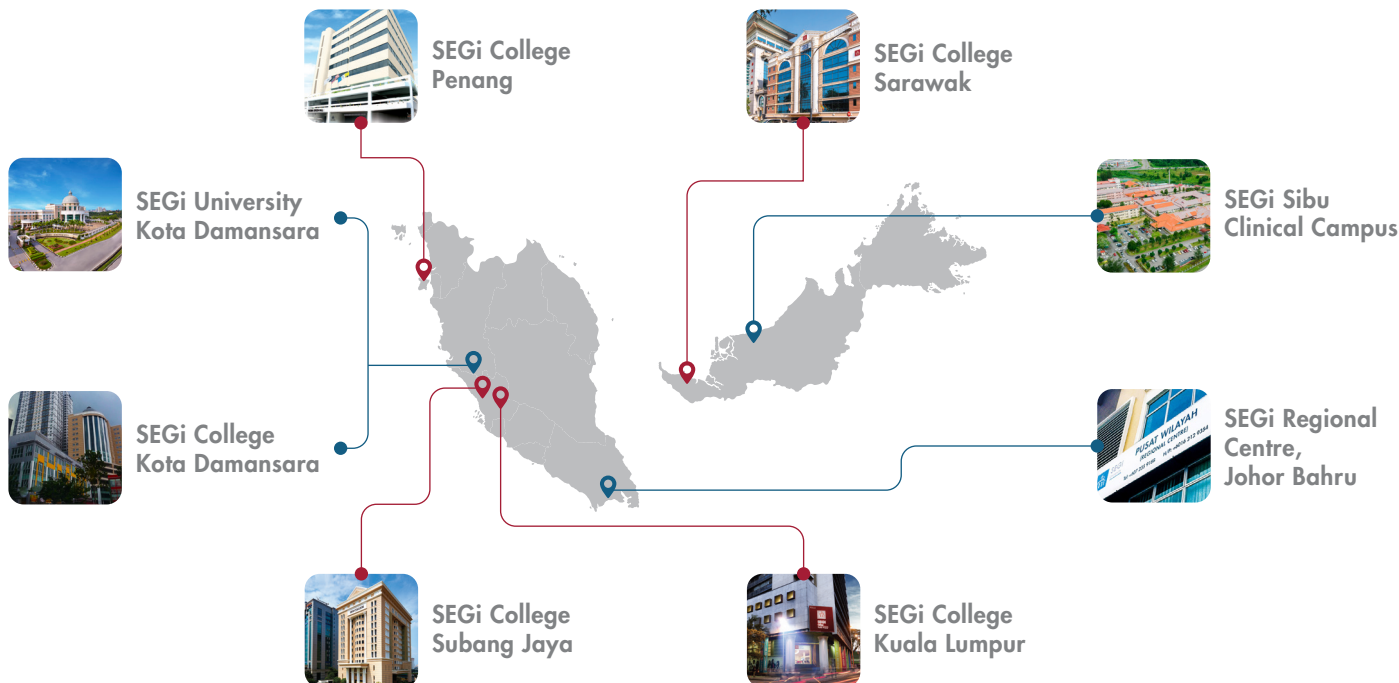 SEGi College
Penang
SEGi College
Sarawak
SEGi University
Kota Damansara
SEGi Sibu
Clinical Campus
SEGi College
Kota Damansara
SEGi Regional
Centre,
Johor Bahru
PUSAT WILAYAH
(REGIONAL CENTRE)
SEGi College
Subang Jaya
SEGi College
Kuala Lumpur